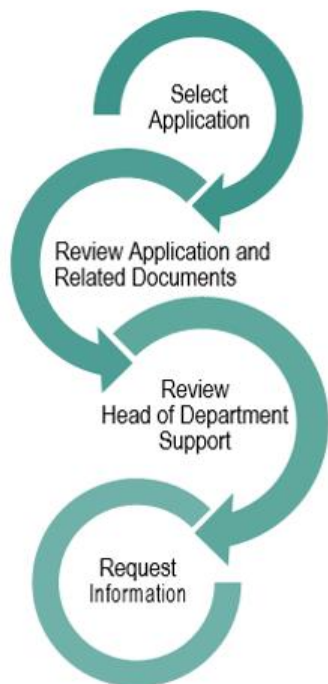 Select
Application
Review Application and
Related Documents
Review
Head of Department
Support
Request
Information